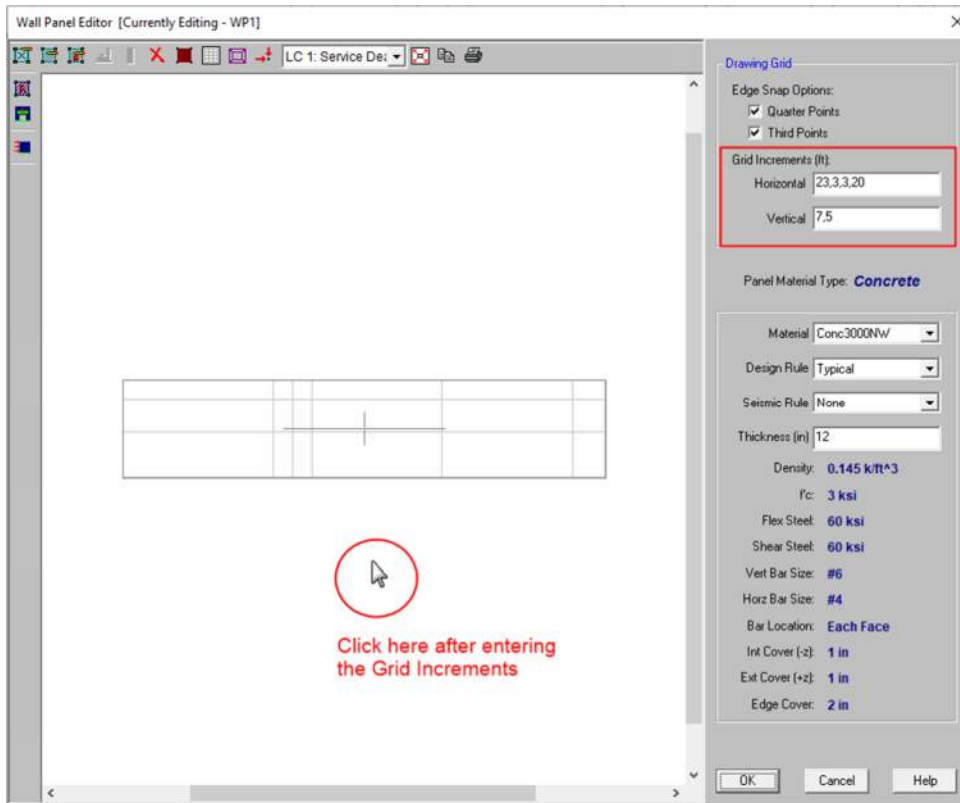 Wall Panel Editor [Currently Editing - WP1]
LC 1: Service De
Drawing Grid
Edge Snap Options:
Quarter Points
Third Points
Grid Increments (ft):
Horizontal 23,3,3,20
Vertical 7,5
Panel Material Type: Concrete
Material Conc3000NW
Design Rule Typical
Seismic Rule None
Thickness (in) 12
Density: 0.145 k/ft^3
f'c: 3 ksi
Flex Steel: 60 ksi
Shear Steel: 60 ksi
Vert Bar Size: #6
Horz Bar Size: #4
Bar Location: Each Face
Int Cover (-z): 1 in
Ext Cover (+z): 1 in
Edge Cover: 2 in
Click here after entering
the Grid Increments
OK Cancel Help